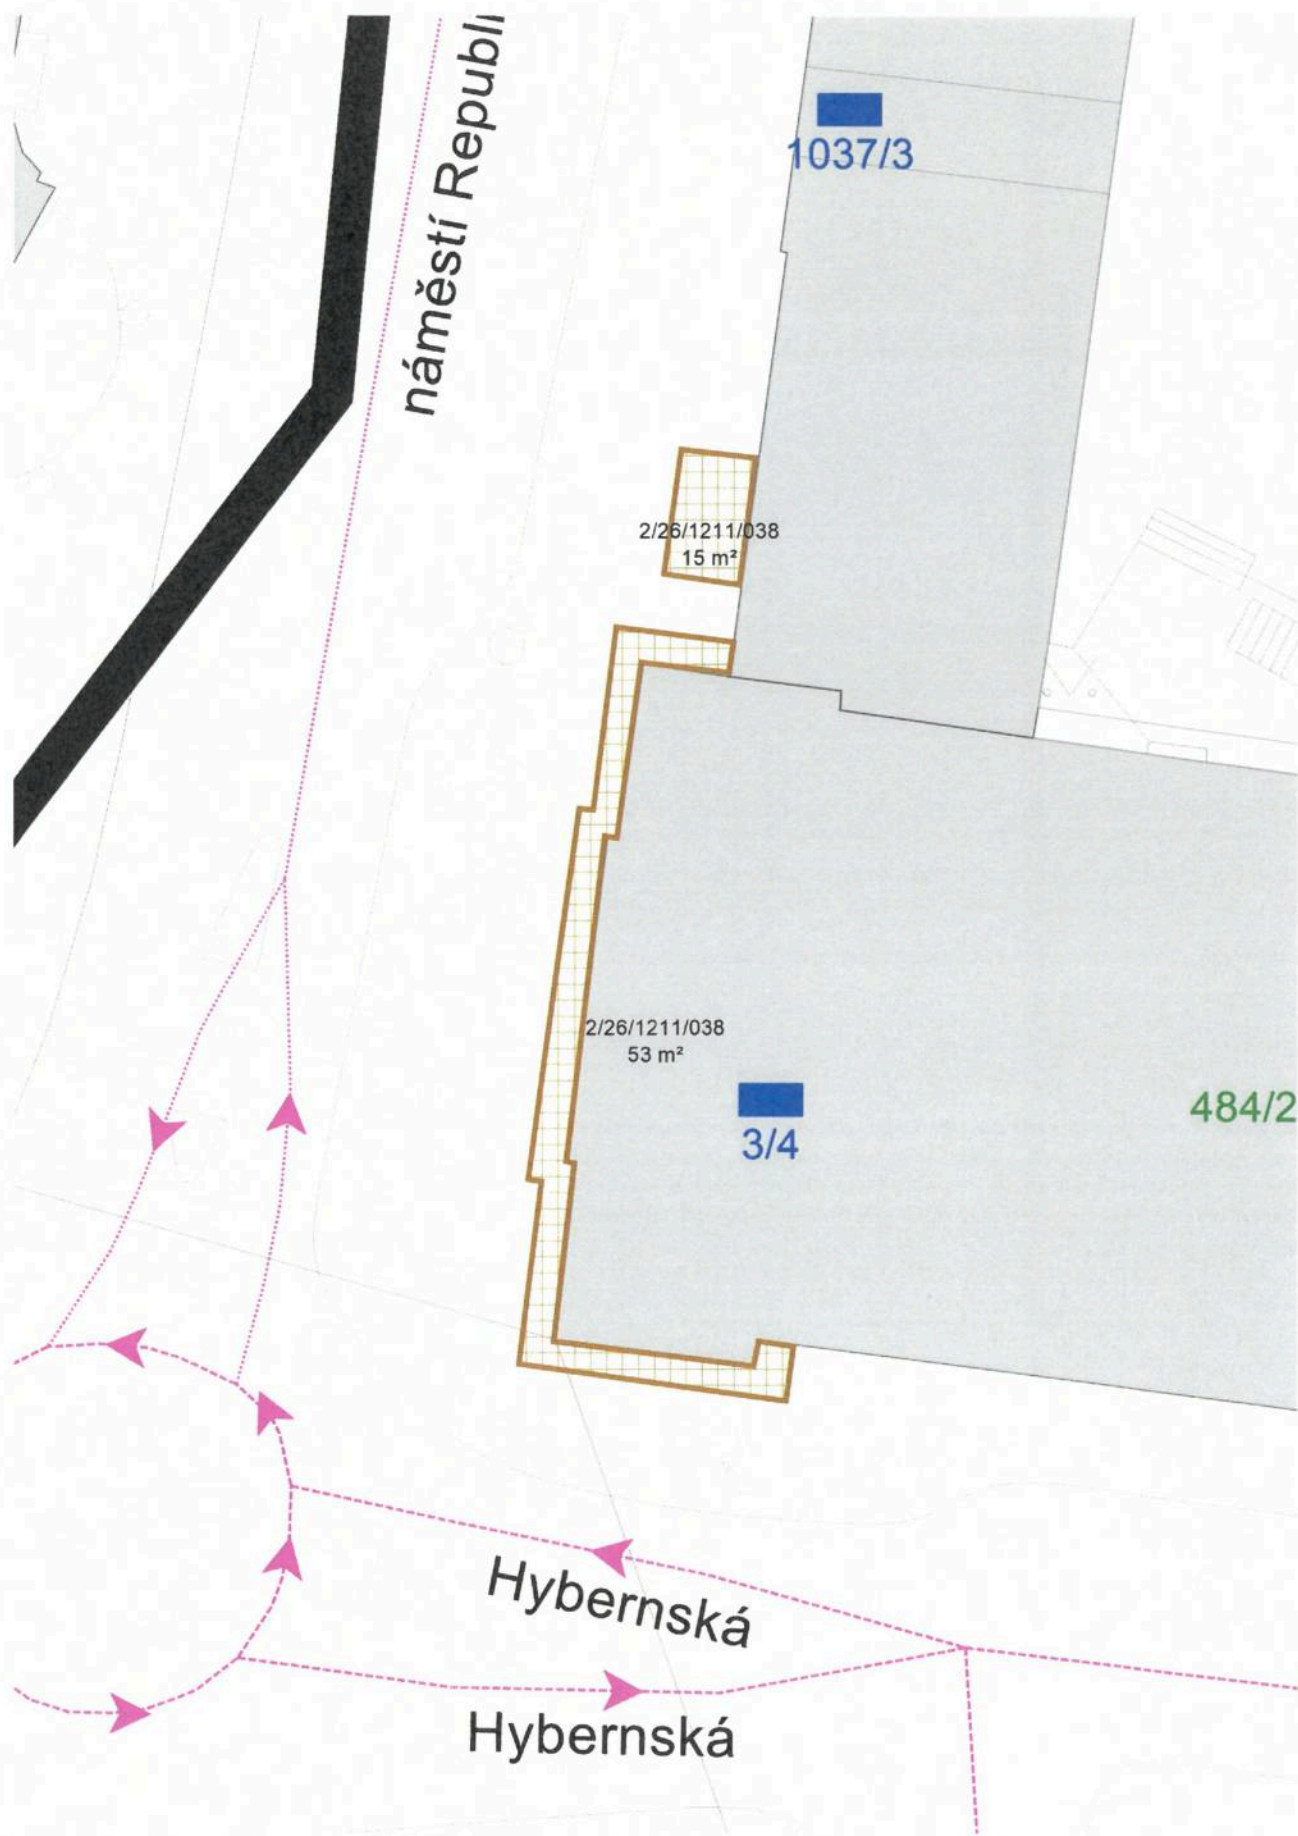 náměstí Republi
1037/3
2/26/1211/038
15 m²
2/26/1211/038
53 m²
3/4
484/2
Hybernská
Hybernská